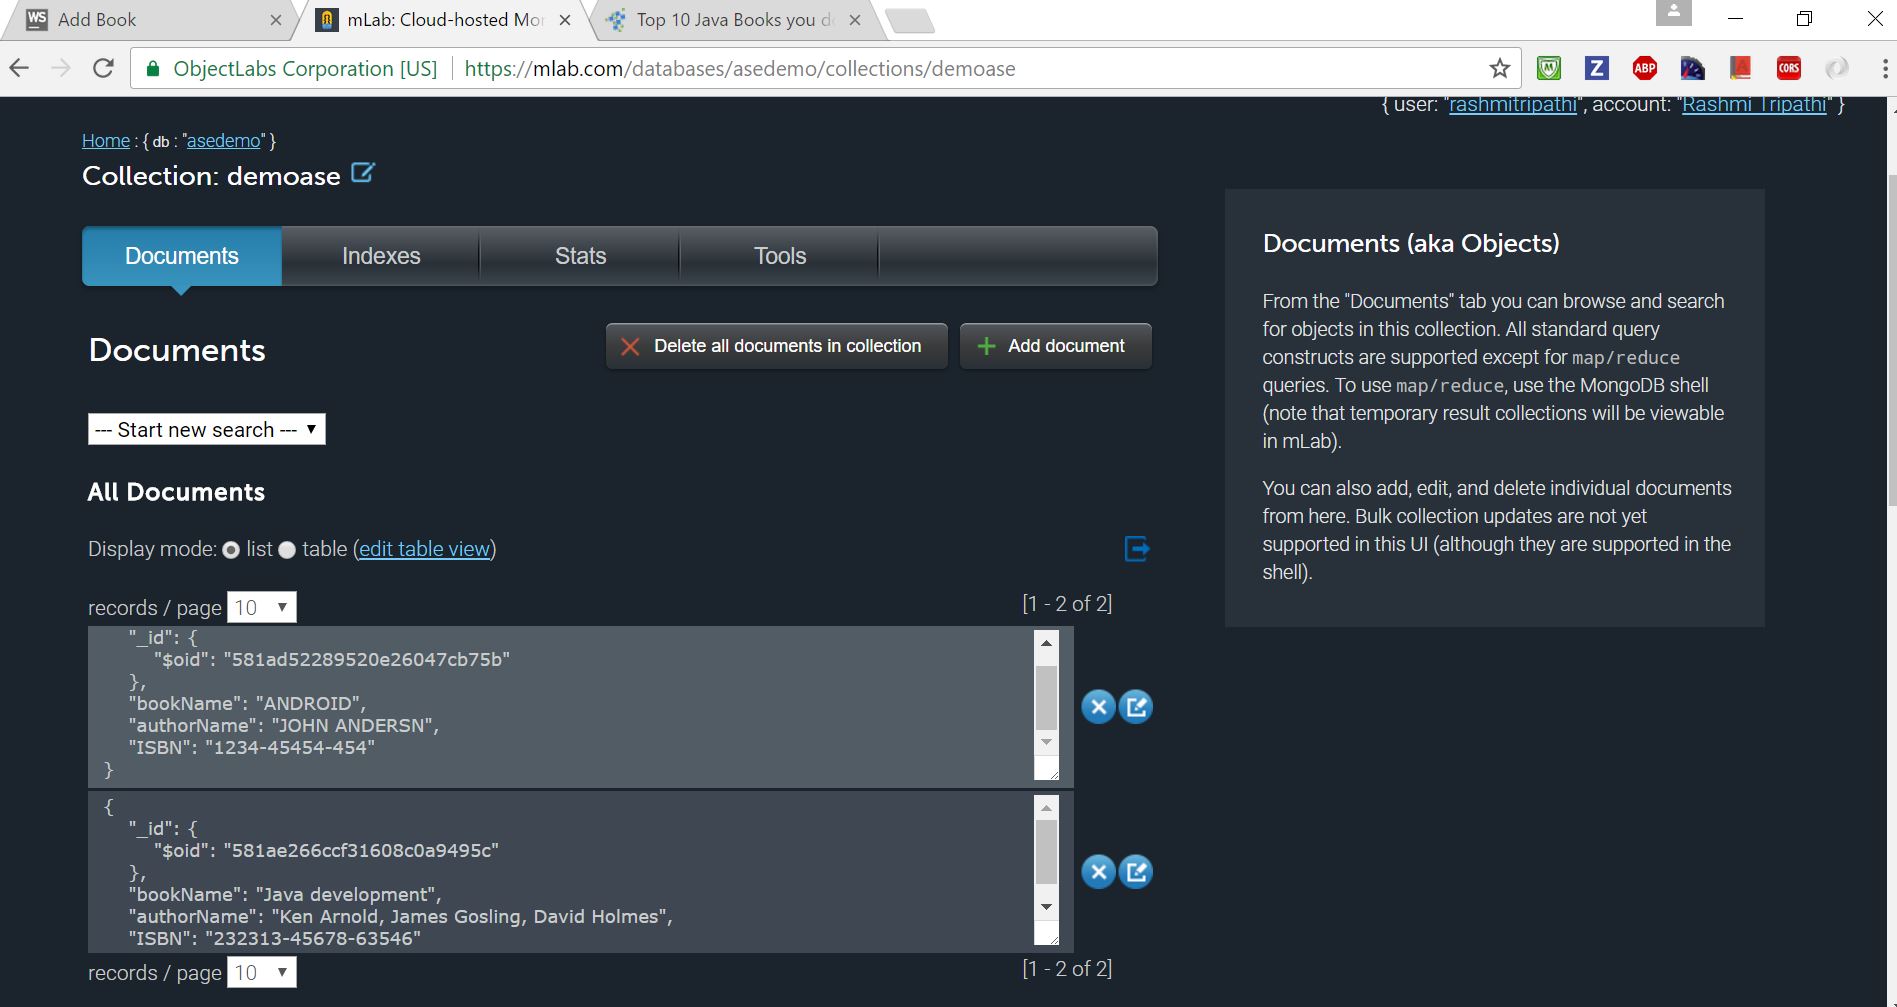 WS Add Book
mLab: Cloud-hosted Mon
Top 10 Java Books you do
ObjectLabs Corporation [US] https://mlab.com/databases/asedemo/collections/demoase
Z ABP CORS
{ user: "rashmitripathi", account: "Rashmi Tripathi" }
Home : { db : "asedemo" }
Collection: demoase
Documents Indexes Stats Tools
Documents
Delete all documents in collection
Add document
--- Start new search ---
All Documents
Display mode: list table (edit table view)
records / page 10
[1 - 2 of 2]
"_id": {
"$oid": "581ad52289520e26047cb75b"
},
"bookName": "ANDROID",
"authorName": "JOHN ANDERSN",
"ISBN": "1234-45454-454"
}
{
"_id": {
"$oid": "581ae266ccf31608c0a9495c"
},
"bookName": "Java development",
"authorName": "Ken Arnold, James Gosling, David Holmes",
"ISBN": "232313-45678-63546"
records / page 10
[1 - 2 of 2]
Documents (aka Objects)
From the "Documents" tab you can browse and search
for objects in this collection. All standard query
constructs are supported except for map/reduce
queries. To use map/reduce, use the MongoDB shell
(note that temporary result collections will be viewable
in mLab).
You can also add, edit, and delete individual documents
from here. Bulk collection updates are not yet
supported in this UI (although they are supported in the
shell).